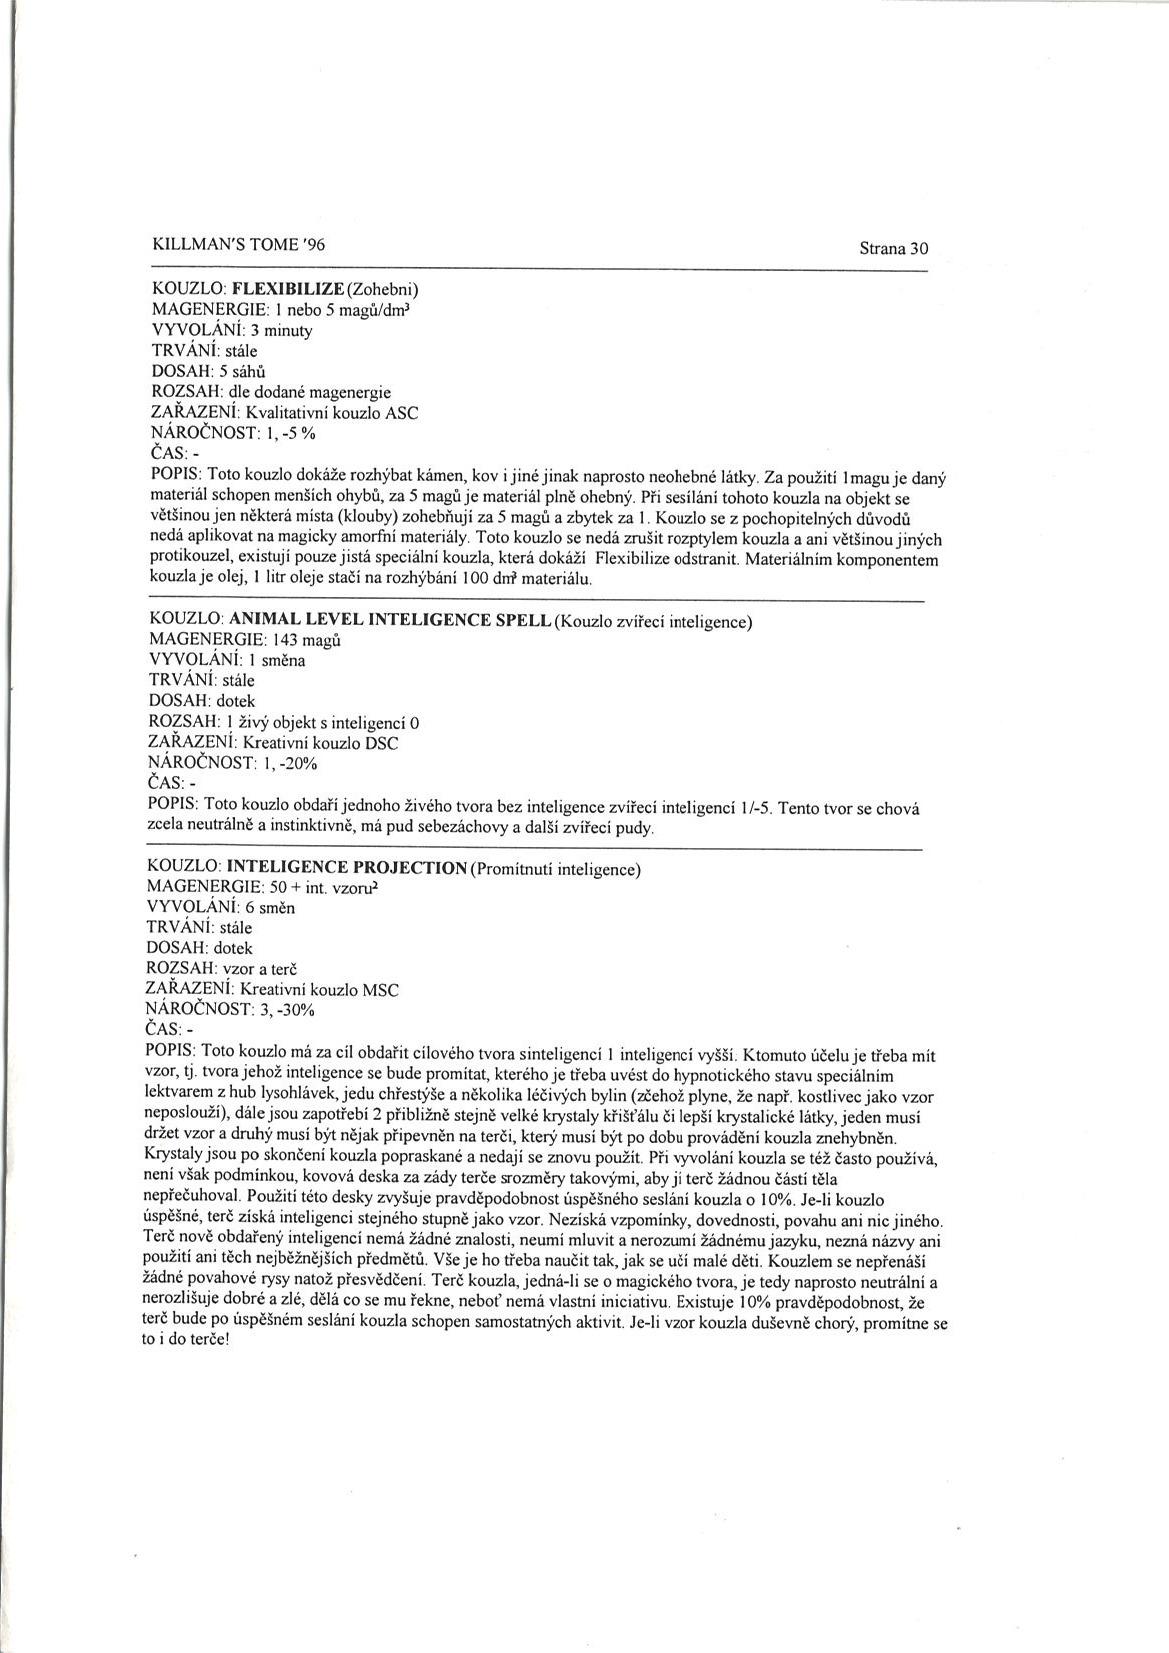 KILLMAN'S TOME '96
Strana 30
KOUZLO: FLEXIBILIZE (Zohebni)
MAGENERGIE: 1 nebo 5 magů/dm³
VYVOLÁNÍ: 3 minuty
TRVÁNÍ: stále
DOSAH: 5 sáhů
ROZSAH: dle dodané magenergie
ZAŘAZENÍ: Kvalitativní kouzlo ASC
NÁROČNOST: 1, -5 %
ČAS: -
POPIS: Toto kouzlo dokáže rozhýbat kámen, kov i jiné jinak naprosto neohebné látky. Za použití 1magu je daný
materiál schopen menších ohybů, za 5 magů je materiál plně ohebný. Při sesílání tohoto kouzla na objekt se
většinou jen některá místa (klouby) zohebňují za 5 magů a zbytek za 1. Kouzlo se z pochopitelných důvodů
nedá aplikovat na magicky amorfní materiály. Toto kouzlo se nedá zrušit rozptylem kouzla a ani většinou jiných
protikouzel, existují pouze jistá speciální kouzla, která dokáží Flexibilize odstranit. Materiálním komponentem
kouzla je olej, 1 litr oleje stačí na rozhýbání 100 dm³ materiálu.
KOUZLO: ANIMAL LEVEL INTELIGENCE SPELL (Kouzlo zvířecí inteligence)
MAGENERGIE: 143 magů
VYVOLÁNÍ: 1 směna
TRVÁNÍ: stále
DOSAH: dotek
ROZSAH: 1 živý objekt s inteligencí 0
ZAŘAZENÍ: Kreativní kouzlo DSC
NÁROČNOST: 1, -20%
ČAS: -
POPIS: Toto kouzlo obdaří jednoho živého tvora bez inteligence zvířecí inteligencí 1/-5. Tento tvor se chová
zcela neutrálně a instinktivně, má pud sebezáchovy a další zvířecí pudy.
KOUZLO: INTELIGENCE PROJECTION (Promítnutí inteligence)
MAGENERGIE: 50 + int. vzoru²
VYVOLÁNÍ: 6 směn
TRVÁNÍ: stále
DOSAH: dotek
ROZSAH: vzor a terč
ZAŘAZENÍ: Kreativní kouzlo MSC
NÁROČNOST: 3, -30%
ČAS: -
POPIS: Toto kouzlo má za cíl obdařit cílového tvora sinteligencí 1 inteligencí vyšší. Ktomuto účelu je třeba mít
vzor, tj. tvora jehož inteligence se bude promítat, kterého je třeba uvést do hypnotického stavu speciálním
lektvarem z hub lysohlávek, jedu chřestýše a několika léčivých bylin (zčehož plyne, že např. kostlivec jako vzor
neposlouží), dále jsou zapotřebí 2 přibližně stejně velké krystaly křišťálu či lepší krystalické látky, jeden musí
držet vzor a druhý musí být nějak připevněn na terči, který musí být po dobu provádění kouzla znehybněn.
Krystaly jsou po skončení kouzla popraskané a nedají se znovu použít. Při vyvolání kouzla se též často používá,
není však podmínkou, kovová deska za zády terče srozměry takovými, aby ji terč žádnou částí těla
nepřečuhoval. Použití této desky zvyšuje pravděpodobnost úspěšného seslání kouzla o 10%. Je-li kouzlo
úspěšné, terč získá inteligenci stejného stupně jako vzor. Nezíská vzpomínky, dovednosti, povahu ani nic jiného.
Terč nově obdařený inteligencí nemá žádné znalosti, neumí mluvit a nerozumí žádnému jazyku, nezná názvy ani
použití ani těch nejběžnějších předmětů. Vše je ho třeba naučit tak, jak se učí malé děti. Kouzlem se nepřenáší
žádné povahové rysy natož přesvědčení. Terč kouzla, jedná-li se o magického tvora, je tedy naprosto neutrální a
nerozlišuje dobré a zlé, dělá co se mu řekne, neboť nemá vlastní iniciativu. Existuje 10% pravděpodobnost, že
terč bude po úspěšném seslání kouzla schopen samostatných aktivit. Je-li vzor kouzla duševně chorý, promítne se
to i do terče!